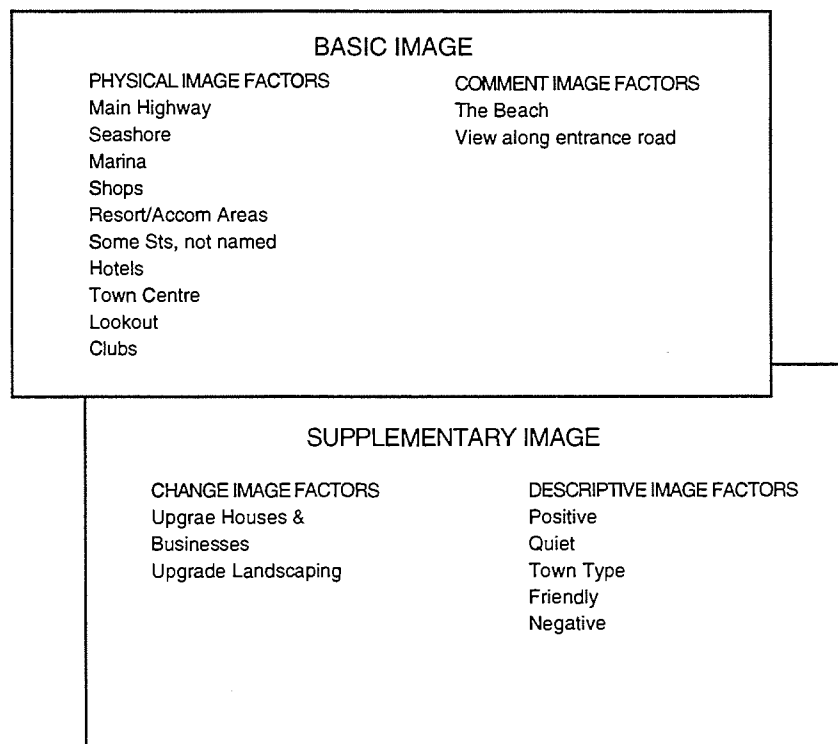 BASIC IMAGE
PHYSICAL IMAGE FACTORS
Main Highway
Seashore
Marina
Shops
Resort/Accom Areas
Some Sts, not named
Hotels
Town Centre
Lookout
Clubs
COMMENT IMAGE FACTORS
The Beach
View along entrance road
SUPPLEMENTARY IMAGE
CHANGE IMAGE FACTORS
Upgrae Houses &
Businesses
Upgrade Landscaping
DESCRIPTIVE IMAGE FACTORS
Positive
Quiet
Town Type
Friendly
Negative